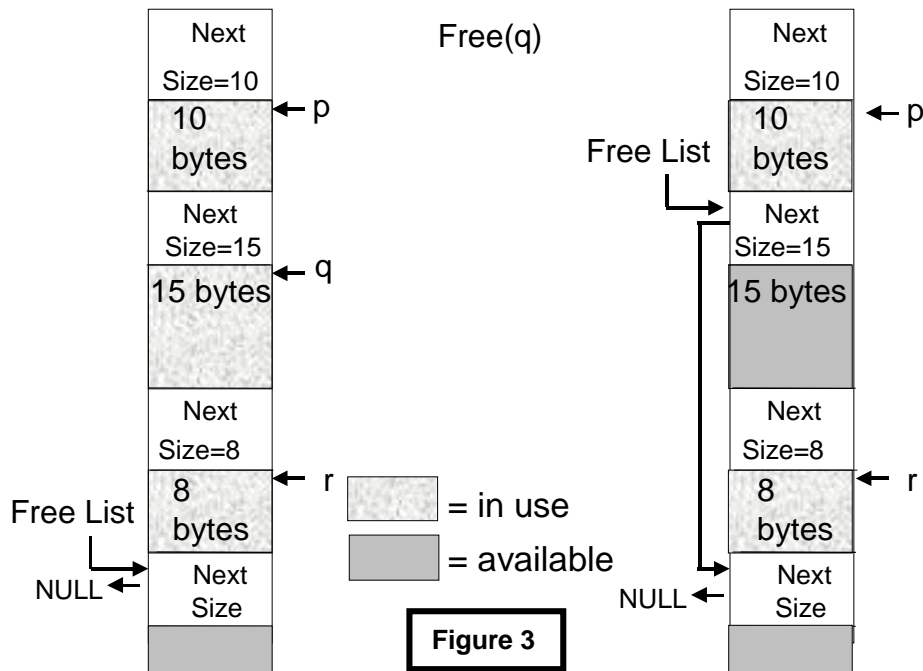 Free(q)
Next
Size=10
p
10
bytes
Next
Size=15
q
15 bytes
Next
Size=8
r
8
bytes
Free List
NULL
Next
Size
= in use
= available
Figure 3
Next
Size=10
p
10
bytes
Free List
Next
Size=15
15 bytes
Next
Size=8
r
8
bytes
NULL
Next
Size